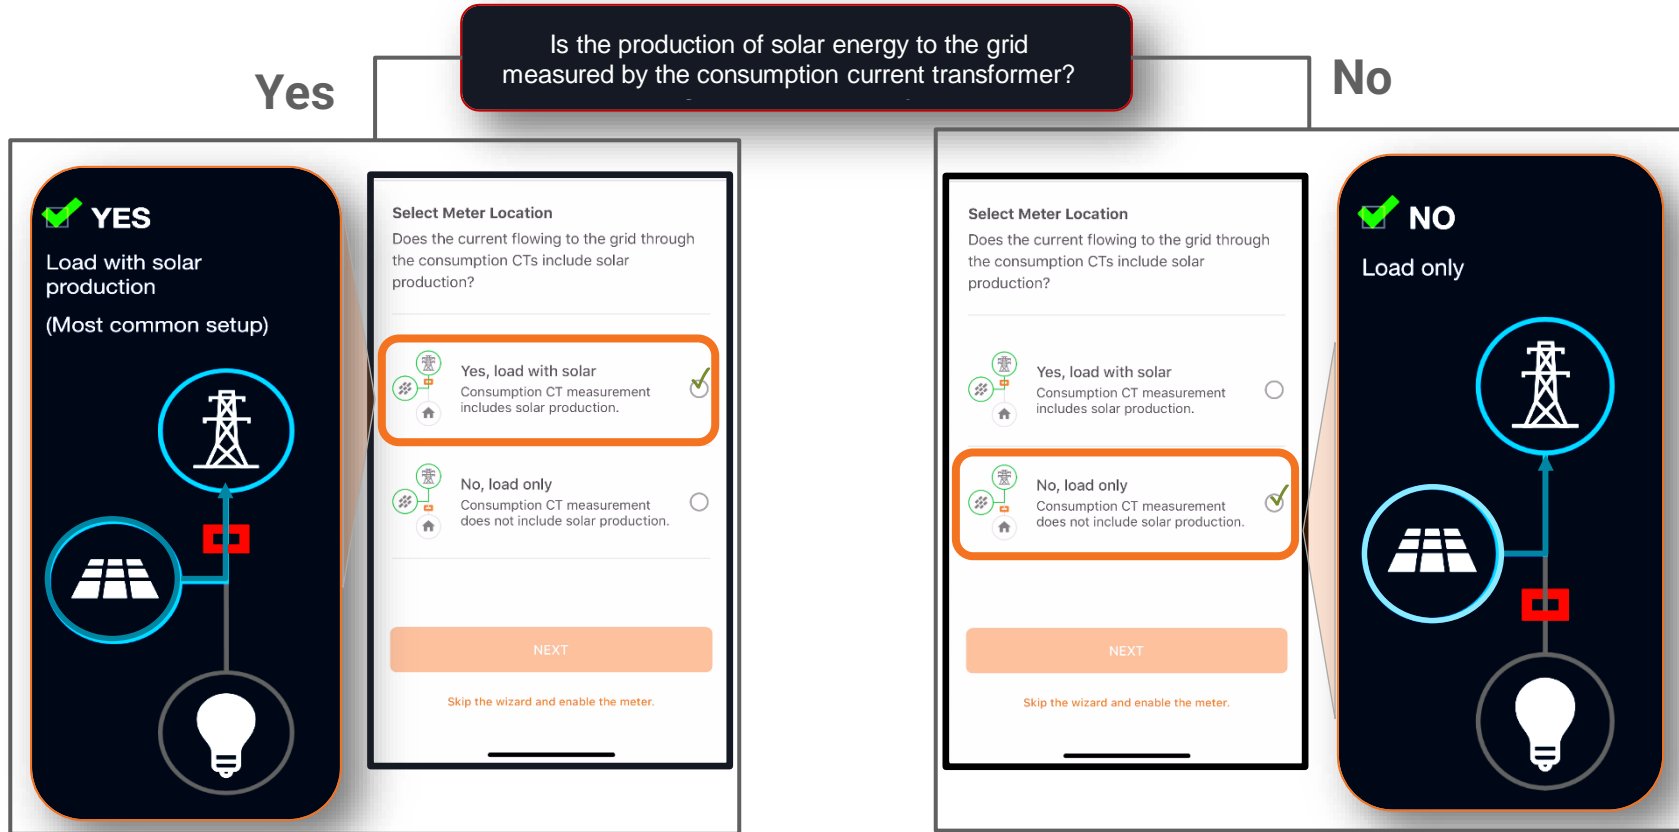 Is the production of solar energy to the grid
measured by the consumption current transformer?
Yes
No
YES
Load with solar
production
(Most common setup)
Select Meter Location
Does the current flowing to the grid through
the consumption CTs include solar
production?
Yes, load with solar
Consumption CT measurement
includes solar production.
No, load only
Consumption CT measurement
does not include solar production.
NEXT
Skip the wizard and enable the meter.
Select Meter Location
Does the current flowing to the grid through
the consumption CTs include solar
production?
Yes, load with solar
Consumption CT measurement
includes solar production.
No, load only
Consumption CT measurement
does not include solar production.
NEXT
Skip the wizard and enable the meter.
NO
Load only